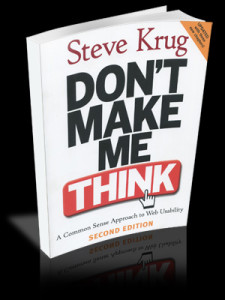 Steve Krug
DON'T
MAKE
ME
THINK
A Common Sense Approach to Web Usability
SECOND EDITION